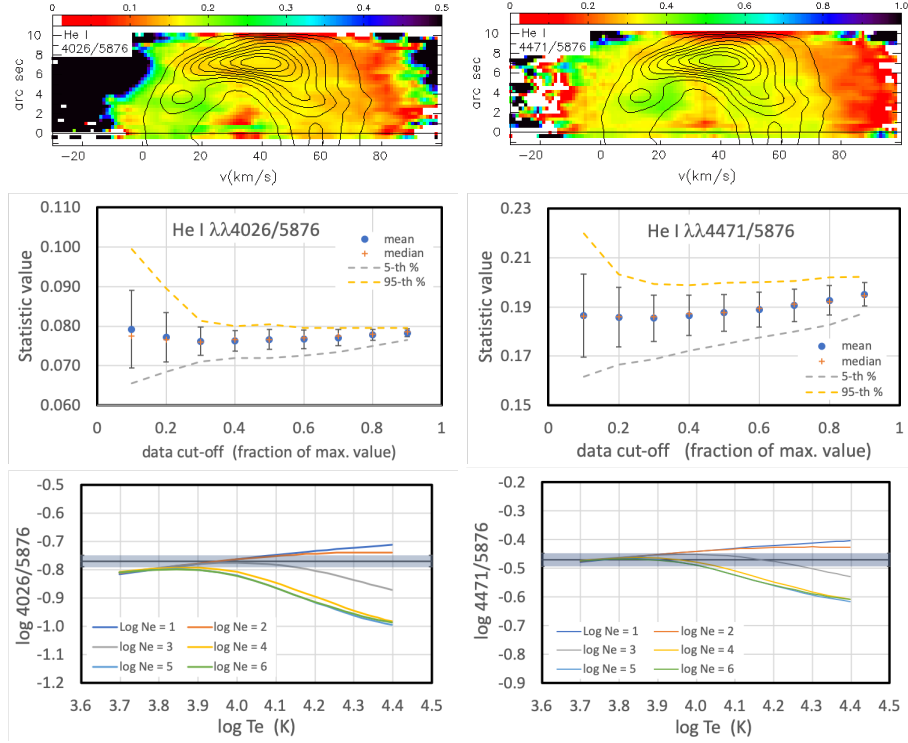 0 0.1 0.2 0.3 0.4 0.5
He I
4026/5876
arc sec
10
8
6
4
2
0
−20 0 20 40 60 80
v(km/s)
0 0.2 0.4 0.6 0.8 1.0
He I
4471/5876
arc sec
10
8
6
4
2
0
−20 0 20 40 60 80
v(km/s)
He I λλ4026/5876
Statistic value
0.110
0.100
0.090
0.080
0.070
0.060
mean
median
5-th %
95-th %
0 0.2 0.4 0.6 0.8 1
data cut-off (fraction of max. value)
He I λλ4471/5876
Statistic value
0.23
0.21
0.19
0.17
0.15
mean
median
5-th %
95-th %
0 0.2 0.4 0.6 0.8 1
data cut-off (fraction of max. value)
log 4026/5876
-0.5
-0.6
-0.7
-0.8
-0.9
-1.0
-1.1
-1.2
Log Ne = 1 log Ne = 2
log Ne = 3 log Ne = 4
log Ne = 5 log Ne = 6
3.6 3.7 3.8 3.9 4.0 4.1 4.2 4.3 4.4 4.5
log Te (K)
log 4471/5876
-0.2
-0.3
-0.4
-0.5
-0.6
-0.7
-0.8
-0.9
Log Ne = 1 log Ne = 2
log Ne = 3 log Ne = 4
log Ne = 5 log Ne = 6
3.6 3.7 3.8 3.9 4.0 4.1 4.2 4.3 4.4 4.5
log Te (K)